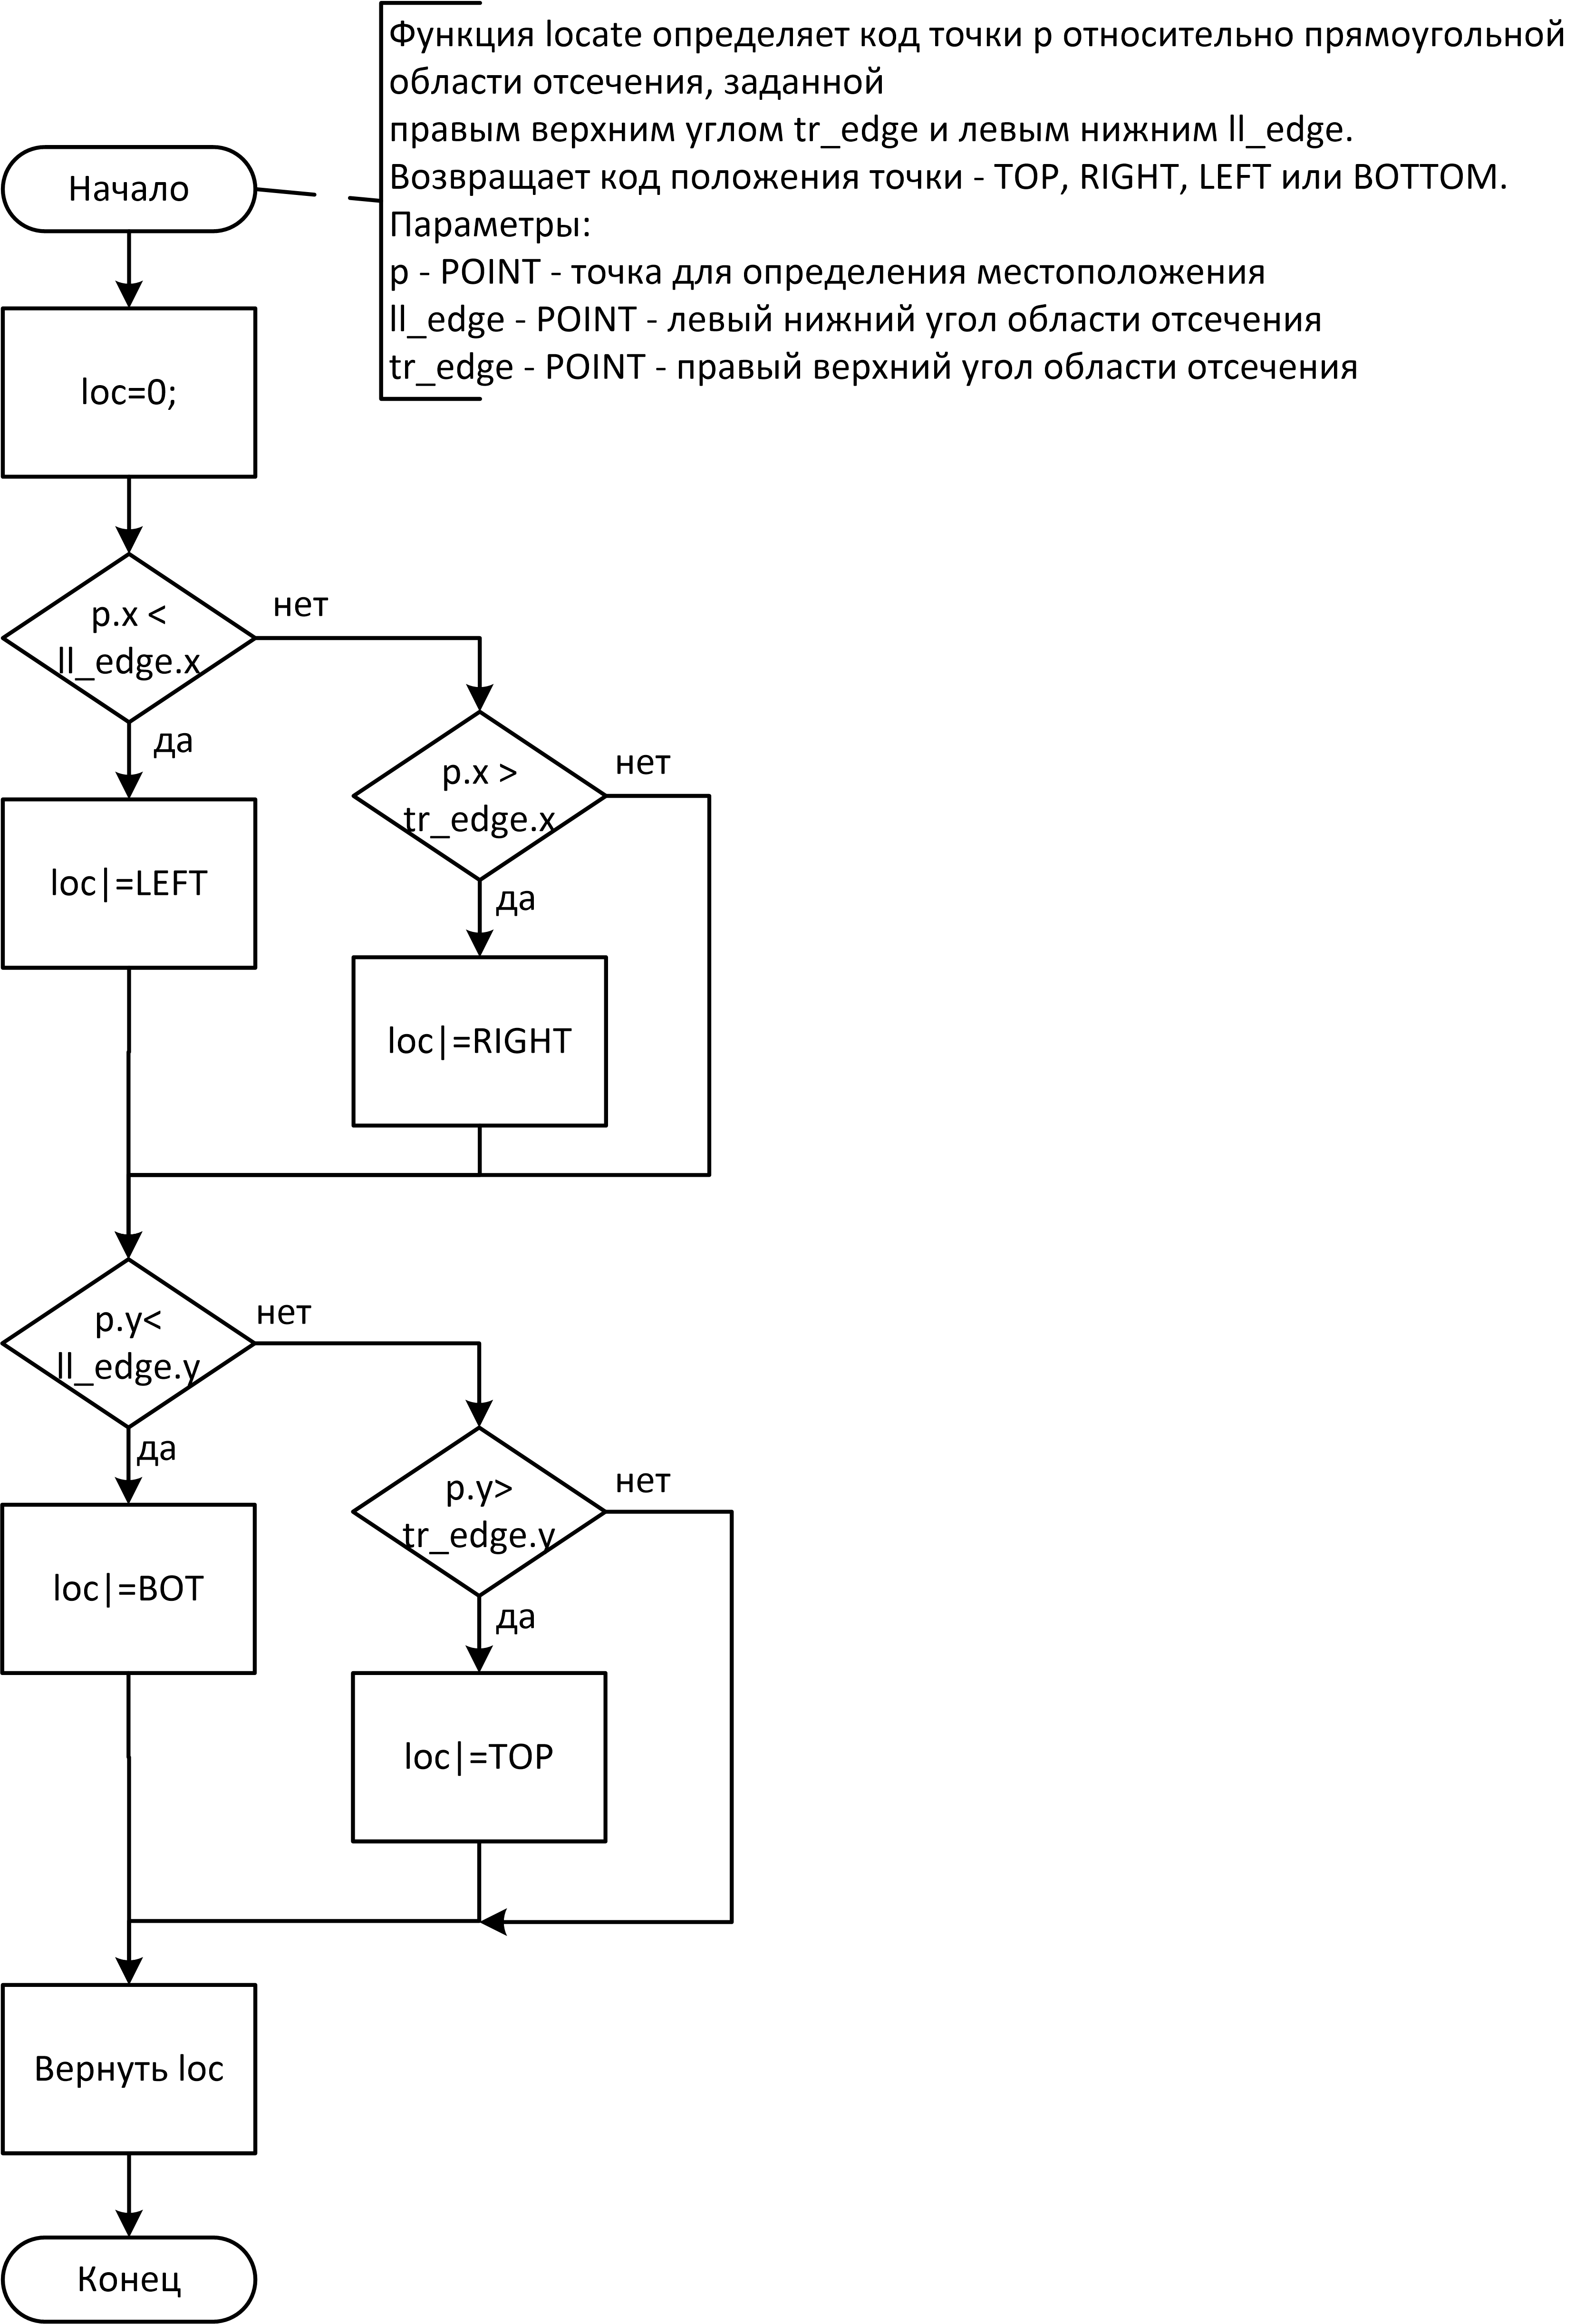 Функция locate определяет код точки p относительно прямоугольной
области отсечения, заданной
правым верхним углом tr_edge и левым нижним ll_edge.
Возвращает код положения точки - TOP, RIGHT, LEFT или BOTTOM.
Параметры:
p - POINT - точка для определения местоположения
ll_edge - POINT - левый нижний угол области отсечения
tr_edge - POINT - правый верхний угол области отсечения
Начало
loc=0;
p.x <
ll_edge.x
нет
да
p.x >
tr_edge.x
нет
да
loc|=LEFT
loc|=RIGHT
p.y<
ll_edge.y
нет
да
p.y>
tr_edge.y
нет
да
loc|=BOT
loc|=TOP
Вернуть loc
Конец